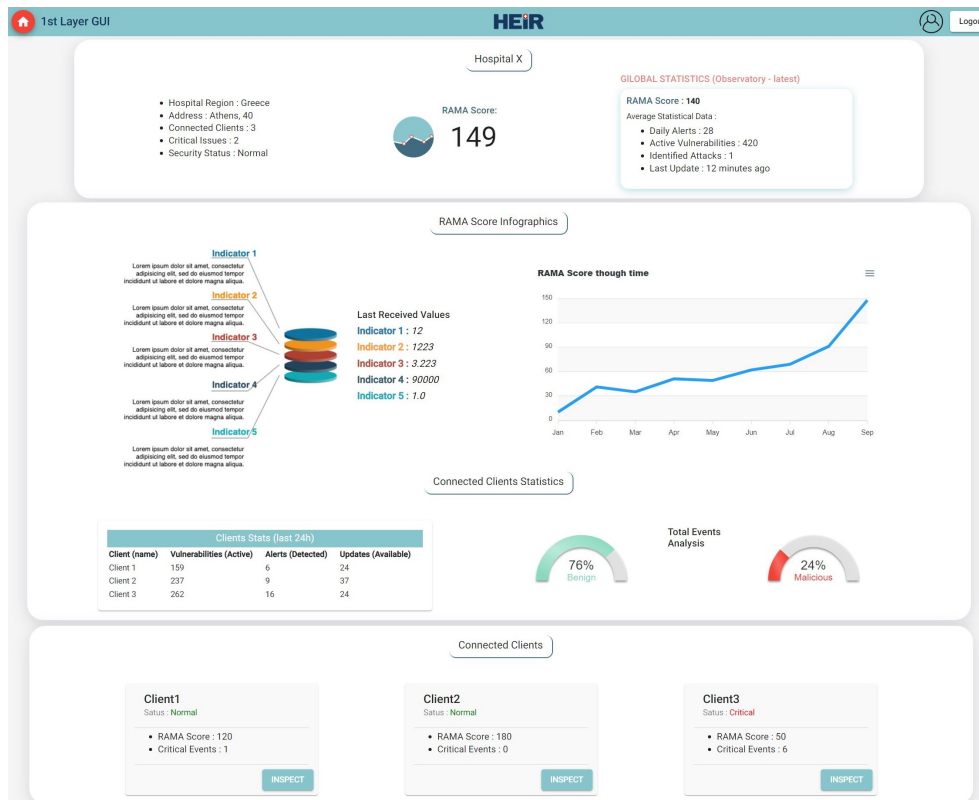 1st Layer GUI
HEiR
Logou
Hospital X
Hospital Region : Greece
Address : Athens, 40
Connected Clients : 3
Critical Issues : 2
Security Status : Normal
RAMA Score:
149
GILOBAL STATISTICS (Observatory - latest)
RAMA Score : 140
Average Statistical Data :
Daily Alerts : 28
Active Vulnerabilities : 420
Identified Attacks : 1
Last Update : 12 minutes ago
RAMA Score Infographics
Indicator 1
Lorem ipsum dolor sit amet, consectetur
adipisicing elit, sed do eiusmod tempor
incididunt ut labore et dolore magna aliqua.
Indicator 2
Lorem ipsum dolor sit amet, consectetur
adipisicing elit, sed do eiusmod tempor
incididunt ut labore et dolore magna aliqua.
Indicator 3
Lorem ipsum dolor sit amet, consectetur
adipisicing elit, sed do eiusmod tempor
incididunt ut labore et dolore magna aliqua.
Indicator 4
Lorem ipsum dolor sit amet, consectetur
adipisicing elit, sed do eiusmod tempor
incididunt ut labore et dolore magna aliqua.
Indicator 5
Lorem ipsum dolor sit amet, consectetur
adipisicing elit, sed do eiusmod tempor
incididunt ut labore et dolore magna aliqua.
Last Received Values
Indicator 1 : 12
Indicator 2 : 1223
Indicator 3 : 3.223
Indicator 4 : 90000
Indicator 5 : 1.0
RAMA Score though time
150
120
90
60
30
0
Jan Feb Mar Apr May Jun Jul Aug Sep
Connected Clients Statistics
Clients Stats (last 24h)
Client (name) Vulnerabilities (Active) Alerts (Detected) Updates (Available)
Client 1 159 6 24
Client 2 237 9 37
Client 3 262 16 24
76%
Benign
Total Events
Analysis
24%
Malicious
Connected Clients
Client1
Satus : Normal
RAMA Score : 120
Critical Events : 1
INSPECT
Client2
Satus : Normal
RAMA Score : 180
Critical Events : 0
INSPECT
Client3
Satus : Critical
RAMA Score : 50
Critical Events : 6
INSPECT